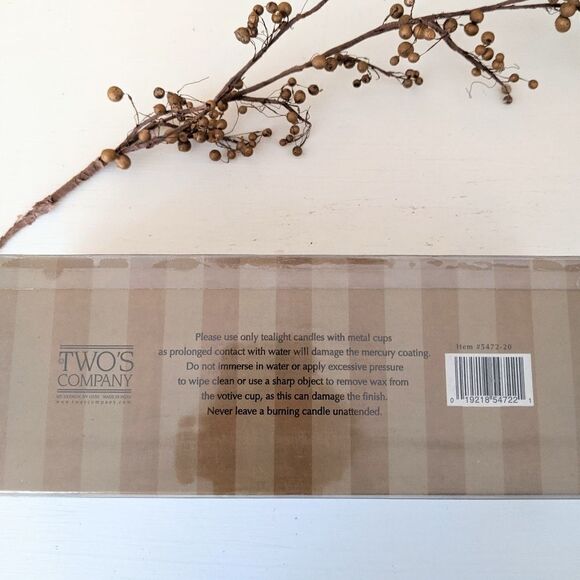 TWO'S
COMPANY
www.twoscompany.com
Please use only tealight candles with metal cups
as prolonged contact with water will damage the mercury coating.
Do not immerse in water or apply excessive pressure
to wipe clean or use a sharp object to remove wax from
the votive cup, as this can damage the finish.
Never leave a burning candle unattended.
Item #5472-20
0 19218 54722 1